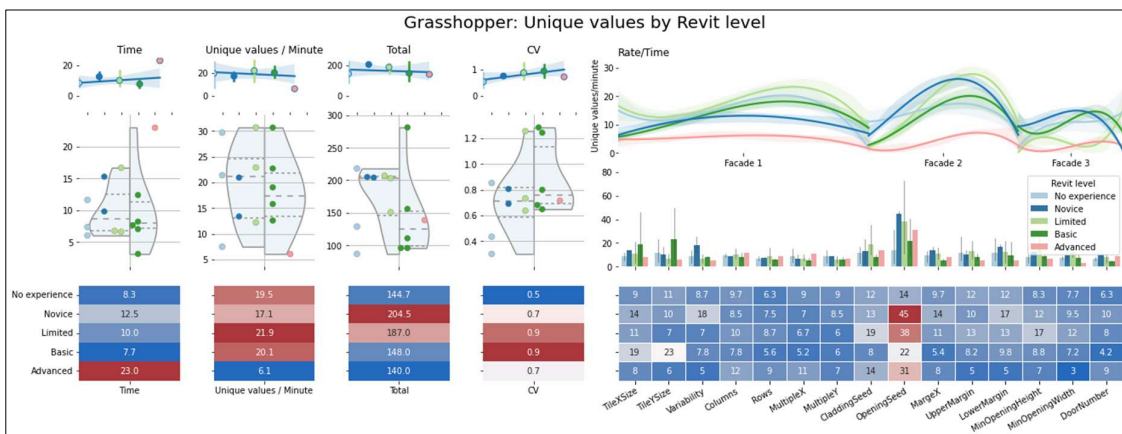 Grasshopper: Unique values by Revit level
Time
20
0
Unique values / Minute
20
0
Total
200
0
CV
1
0
Rate/Time
Unique values/minute
30
20
10
0
Facade 1
Facade 2
Facade 3
20
15
10
5
30
25
20
15
10
5
300
250
200
150
100
1.2
1.0
0.8
0.6
0.4
80
60
40
20
0
Revit level
No experience
Novice
Limited
Basic
Advanced
No experience 8.3 19.5 144.7 0.5
Novice 12.5 17.1 204.5 0.7
Limited 10.0 21.9 187.0 0.9
Basic 7.7 20.1 148.0 0.9
Advanced 23.0 6.1 140.0 0.7
Time Unique values / Minute Total CV
9 11 8.7 9.7 6.3 9 9 12 14 9.7 12 12 8.3 7.7 6.3
14 10 18 8.5 7.5 7 8.5 13 45 14 10 17 12 9.5 10
11 7 7 10 8.7 6.7 6 19 38 11 13 13 17 12 8
19 23 7.8 7.8 5.6 5.2 6 8 22 5.4 8.2 9.8 8.8 7.2 4.2
8 6 5 12 9 11 7 14 31 8 5 5 7 3 9
TileXSize
TileYSize
Variability
Columns
Rows
MultipleX
MultipleY
CladdingSeed
OpeningSeed
MargeX
UpperMargin
LowerMargin
MinOpeningHeight
MinOpeningWidth
DoorNumber